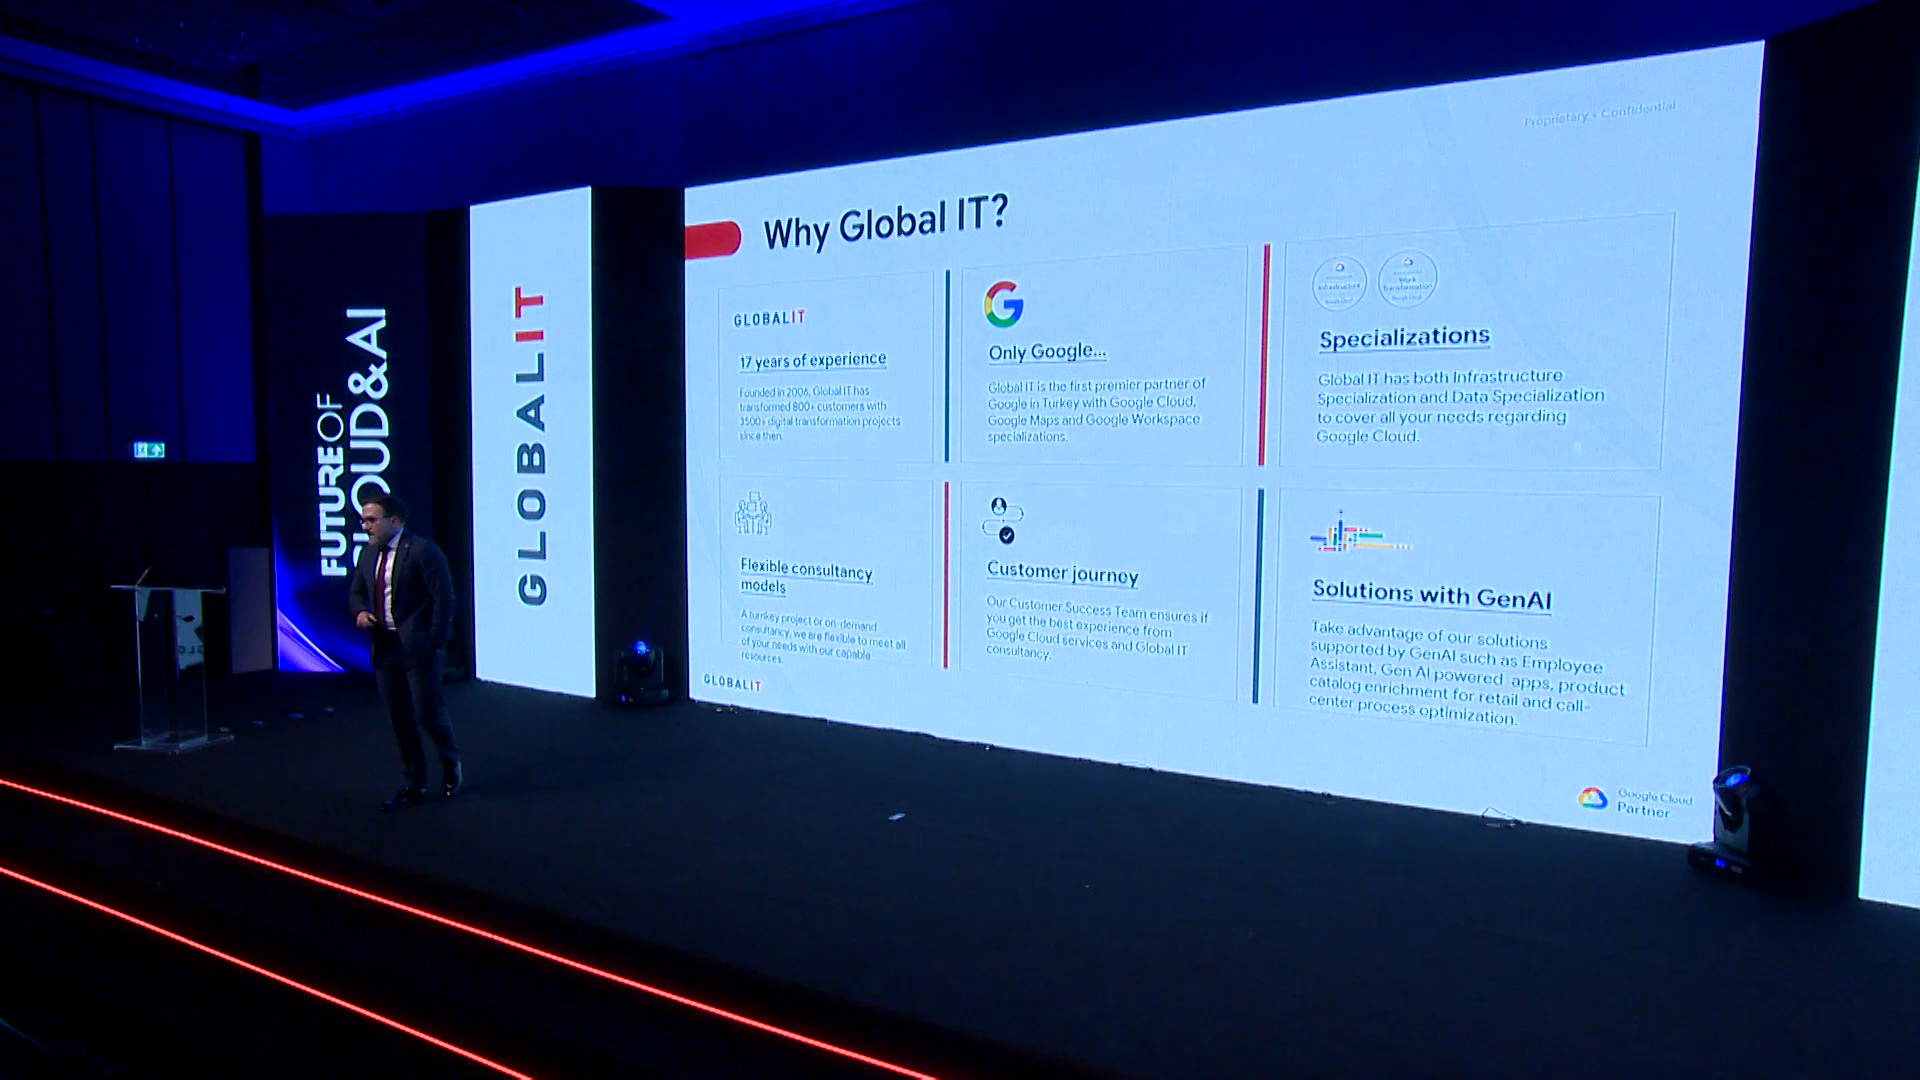 Proprietary + Confidential
Why Global IT?
GLOBALIT
17 years of experience
Founded in 2006, Global IT has
transformed 800+ customers with
3500+ digital transformation projects
since then.
Only Google...
Global IT is the first premier partner of
Google in Turkey with Google Cloud,
Google Maps and Google Workspace
specializations.
Infrastructure
Google Cloud
Work
Transformation
Google Cloud
Specializations
Global IT has both Infrastructure
Specialization and Data Specialization
to cover all your needs regarding
Google Cloud.
Flexible consultancy
models
A turnkey project or on-demand
consultancy, we are flexible to meet all
of your needs with our capable
resources.
Customer journey
Our Customer Success Team ensures if
you get the best experience from
Google Cloud services and Global IT
consultancy.
Solutions with GenAI
Take advantage of our solutions
supported by GenAI such as Employee
Assistant, Gen AI powered apps, product
catalog enrichment for retail and call-
center process optimization.
GLOBALIT
Google Cloud
Partner
GLOBALIT
FUTURE OF
CLOUD&AI